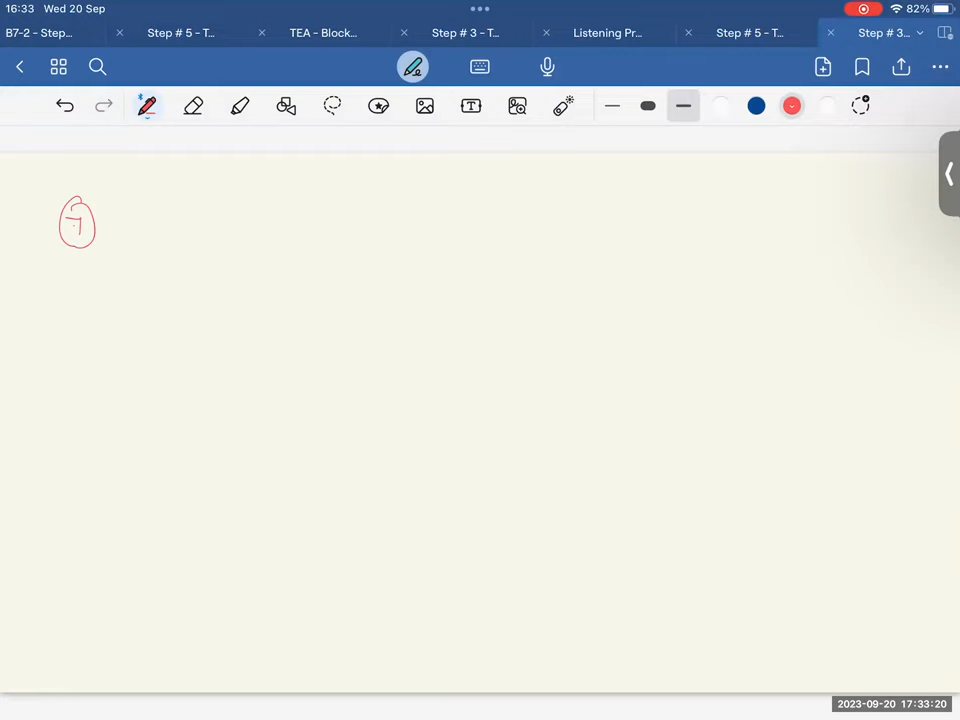 16:33 Wed 20 Sep
82%
B7-2 – Step...
Step # 5 - T...
TEA – Block...
Step # 3 – T...
Listening Pr...
Step # 5 - T...
Step # 3...
T
7
2023-09-20 17:33:20